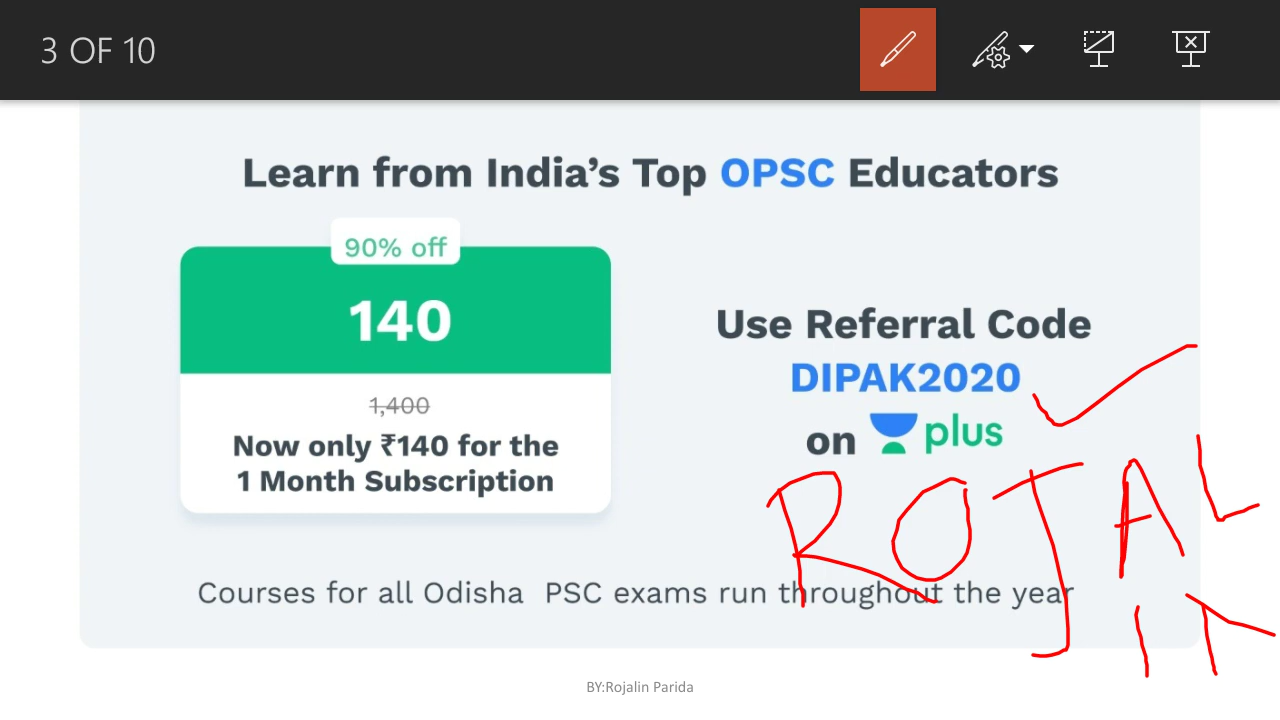 3 OF 10
Learn from India's Top OPSC Educators
90% off
140
1,400
Now only ₹140 for the
1 Month Subscription
Use Referral Code
DIPAK2020
on plus
ROJAL
IN
Courses for all Odisha PSC exams run throughout the year
BY:Rojalin Parida